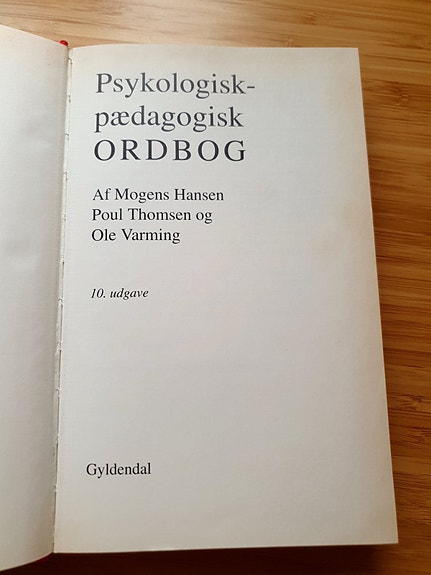 Psykologisk-
pædagogisk
ORDBOG
Af Mogens Hansen
Poul Thomsen og
Ole Varming
10. udgave
Gyldendal